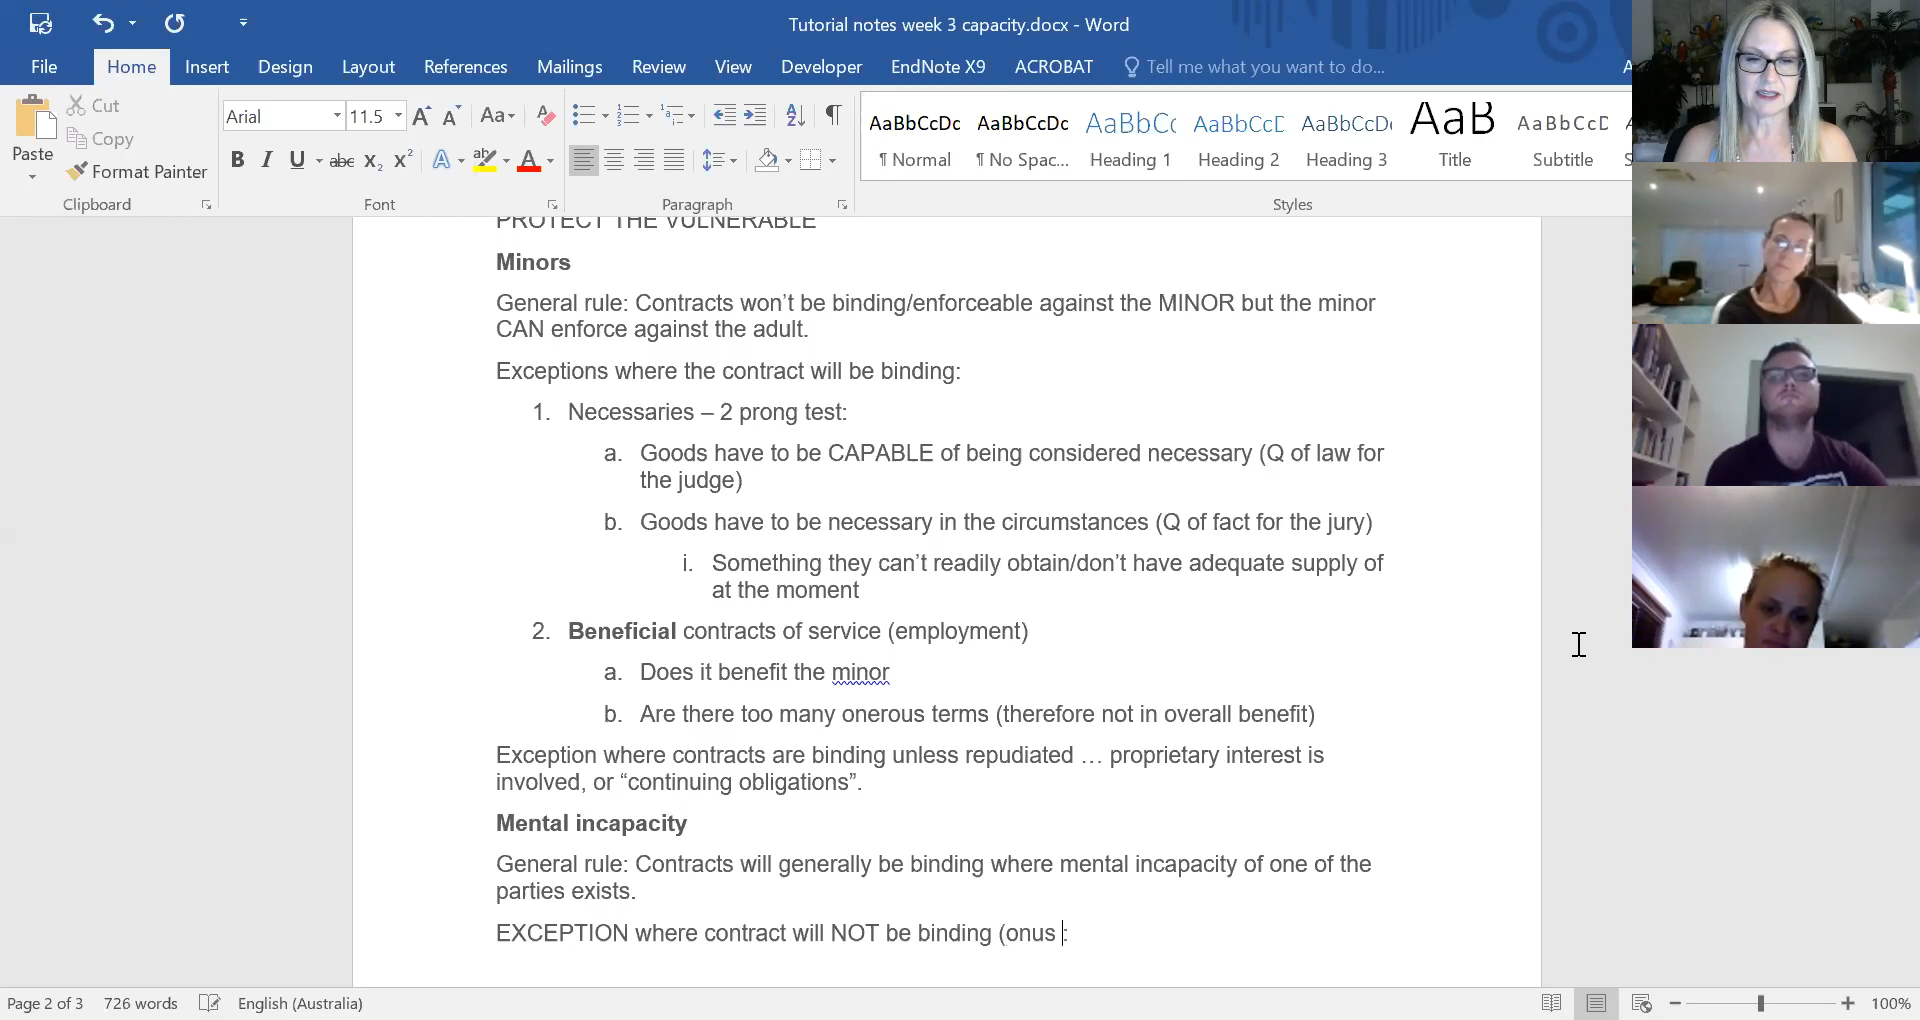 Tutorial notes week 3 capacity.docx - Word
File Home Insert Design Layout References Mailings Review View Developer EndNote X9 ACROBAT Tell me what you want to do...
Paste
Cut
Copy
Format Painter
Clipboard
Arial 11.5
Font
Paragraph
AaBbCcDc AaBbCcDc AaBbCc AaBbCcD AaBbCcDc AaB AaBbCcD
¶ Normal ¶ No Spac... Heading 1 Heading 2 Heading 3 Title Subtitle
Styles
PROTECT THE VULNERABLE
Minors
General rule: Contracts won’t be binding/enforceable against the MINOR but the minor
CAN enforce against the adult.
Exceptions where the contract will be binding:
1. Necessaries – 2 prong test:
a. Goods have to be CAPABLE of being considered necessary (Q of law for
the judge)
b. Goods have to be necessary in the circumstances (Q of fact for the jury)
i. Something they can’t readily obtain/don’t have adequate supply of
at the moment
2. Beneficial contracts of service (employment)
a. Does it benefit the minor
b. Are there too many onerous terms (therefore not in overall benefit)
Exception where contracts are binding unless repudiated … proprietary interest is
involved, or “continuing obligations”.
Mental incapacity
General rule: Contracts will generally be binding where mental incapacity of one of the
parties exists.
EXCEPTION where contract will NOT be binding (onus :
Page 2 of 3 726 words English (Australia) 100%